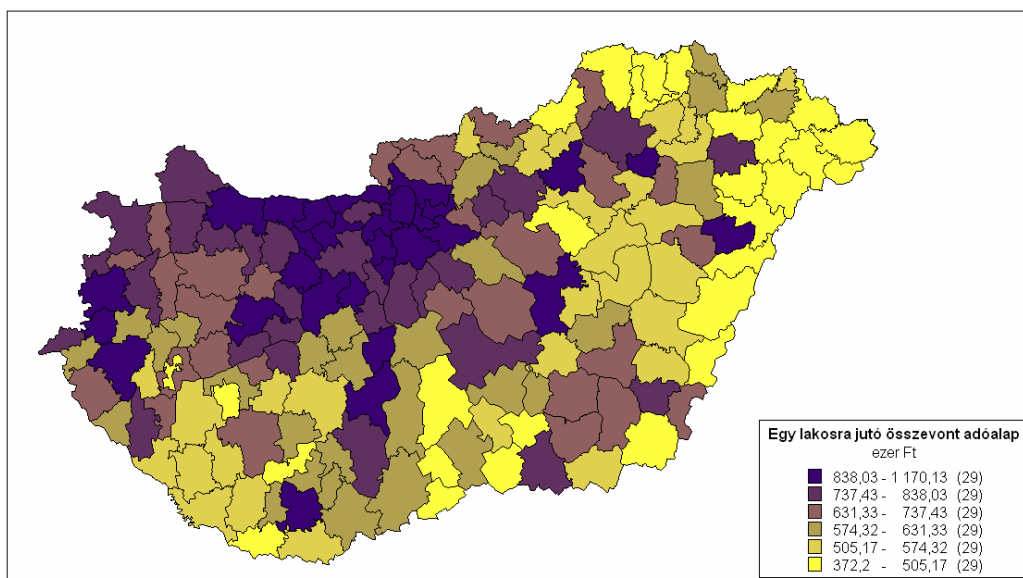 Egy lakosra jutó összevont adóalap
ezer Ft
838,03 - 1 170,13 (29)
737,43 - 838,03 (29)
631,33 - 737,43 (29)
574,32 - 631,33 (29)
505,17 - 574,32 (29)
372,2 - 505,17 (29)